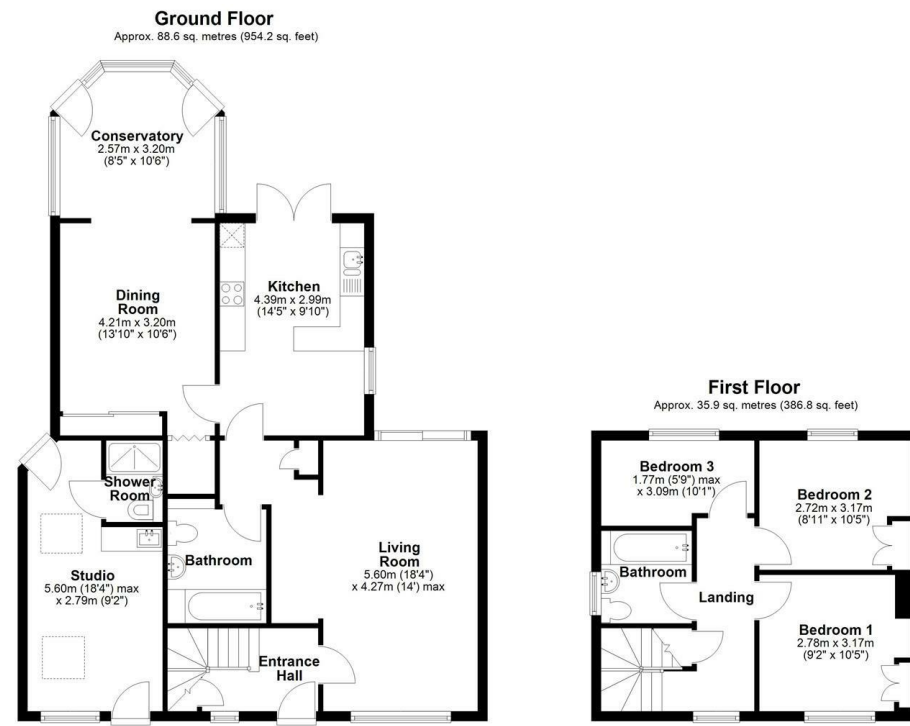 Ground Floor
Approx. 88.6 sq. metres (954.2 sq. feet)
Conservatory
2.57m x 3.20m
(8'5" x 10'6")
Dining
Room
4.21m x 3.20m
(13'10" x 10'6")
Kitchen
4.39m x 2.99m
(14'5" x 9'10")
Shower
Room
Studio
5.60m (18'4") max
x 2.79m (9'2")
Bathroom
Living
Room
5.60m (18'4")
x 4.27m (14') max
Entrance
Hall
First Floor
Approx. 35.9 sq. metres (386.8 sq. feet)
Bedroom 3
1.77m (5'9") max
x 3.09m (10'1")
Bedroom 2
2.72m x 3.17m
(8'11" x 10'5")
Bathroom
Landing
Bedroom 1
2.78m x 3.17m
(9'2" x 10'5")